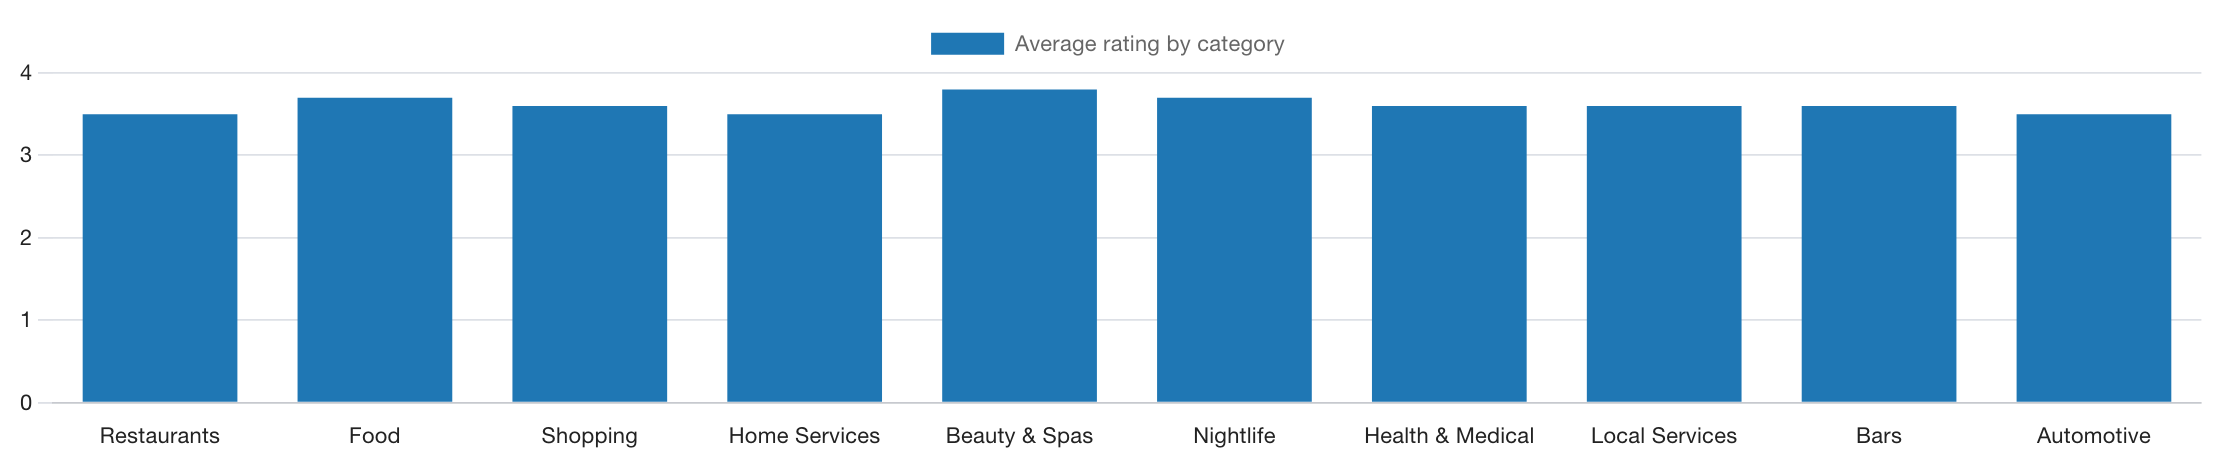 Average rating by category
4
3
2
1
0
Restaurants Food Shopping Home Services Beauty & Spas Nightlife Health & Medical Local Services Bars Automotive